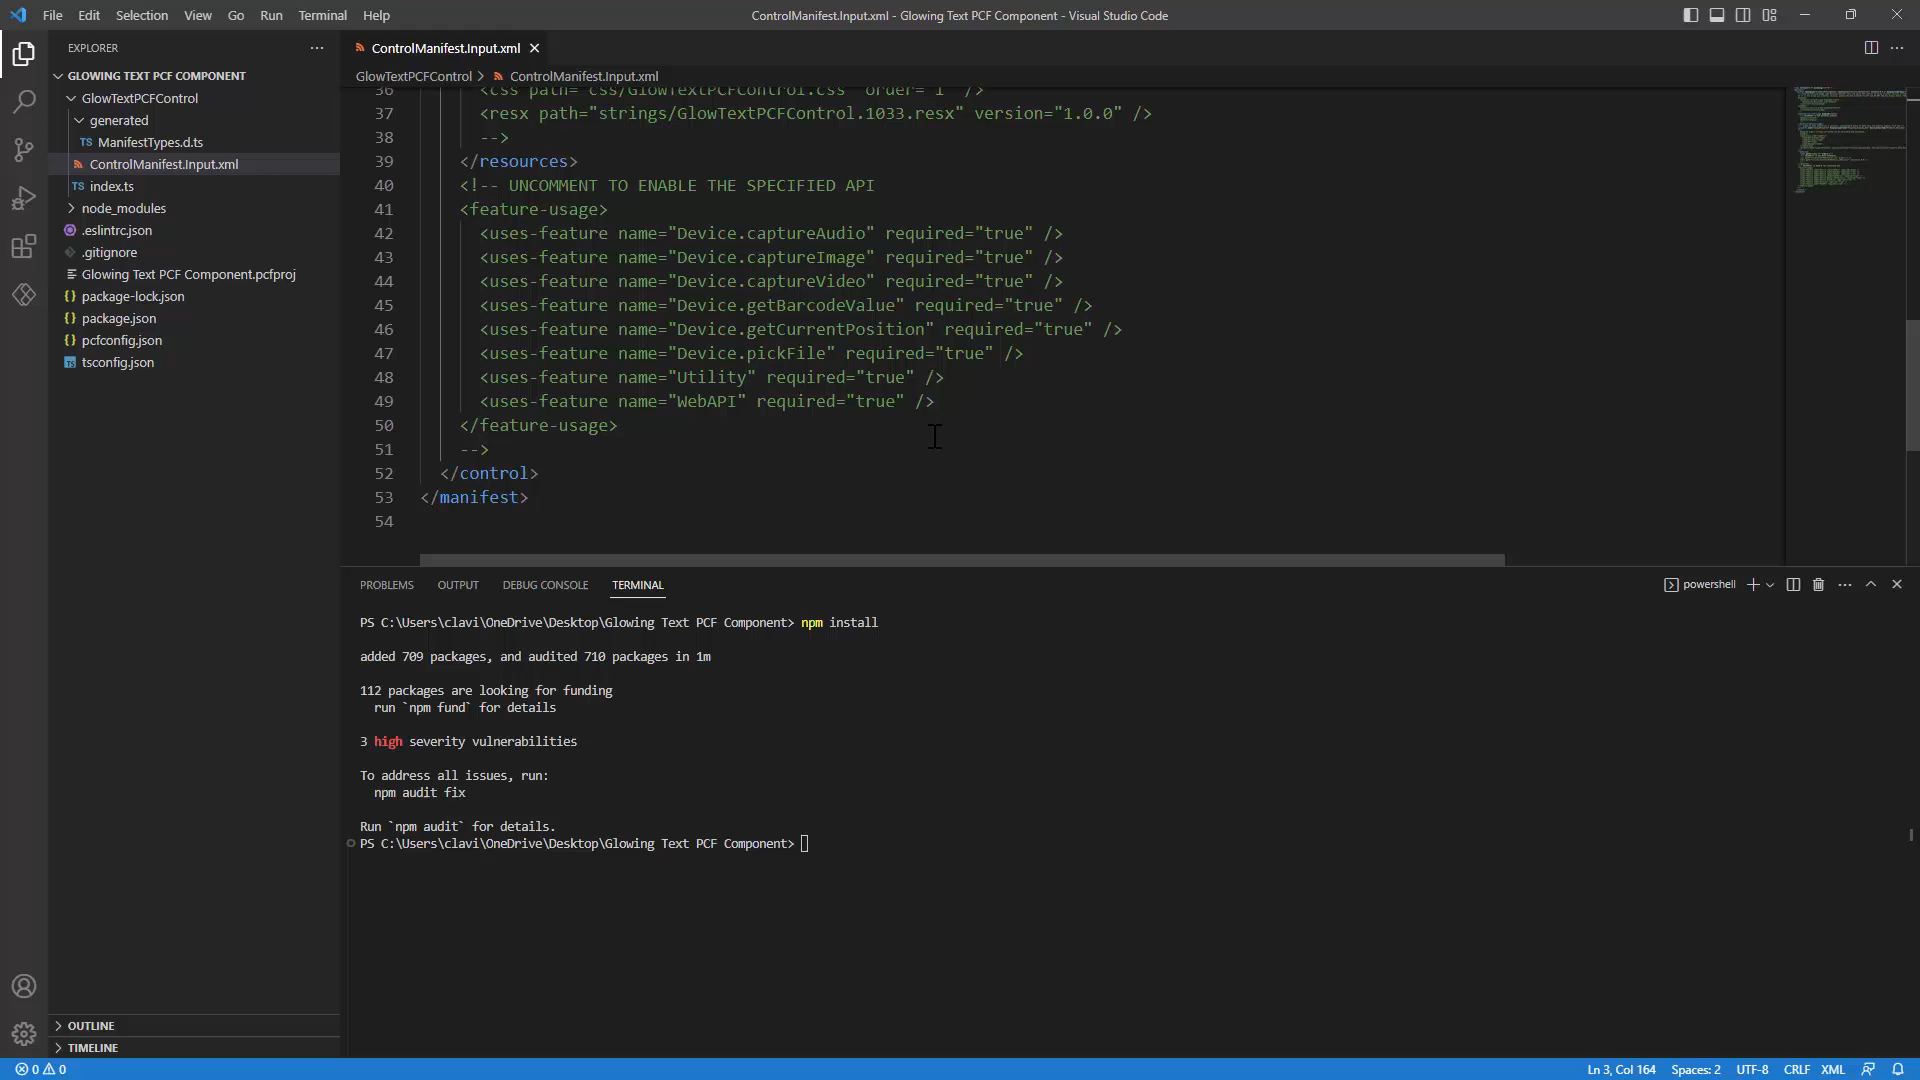 File Edit Selection View Go Run Terminal Help
ControlManifest.Input.xml - Glowing Text PCF Component - Visual Studio Code
EXPLORER
GLOWING TEXT PCF COMPONENT
GlowTextPCFControl
generated
TS ManifestTypes.d.ts
ControlManifest.Input.xml
TS index.ts
node_modules
.eslintrc.json
.gitignore
Glowing Text PCF Component.pcfproj
{} package-lock.json
{} package.json
{} pcfconfig.json
TS tsconfig.json
OUTLINE
TIMELINE
ControlManifest.Input.xml
GlowTextPCFControl > ControlManifest.Input.xml
36 <css path="css/GlowTextPCFControl.css" order="1" />
37 <resx path="strings/GlowTextPCFControl.1033.resx" version="1.0.0" />
38 -->
39 </resources>
40 <!-- UNCOMMENT TO ENABLE THE SPECIFIED API
41 <feature-usage>
42 <uses-feature name="Device.captureAudio" required="true" />
43 <uses-feature name="Device.captureImage" required="true" />
44 <uses-feature name="Device.captureVideo" required="true" />
45 <uses-feature name="Device.getBarcodeValue" required="true" />
46 <uses-feature name="Device.getCurrentPosition" required="true" />
47 <uses-feature name="Device.pickFile" required="true" />
48 <uses-feature name="Utility" required="true" />
49 <uses-feature name="WebAPI" required="true" />
50 </feature-usage>
51 -->
52 </control>
53 </manifest>
54
PROBLEMS OUTPUT DEBUG CONSOLE TERMINAL
powershell
PS C:\Users\clavi\OneDrive\Desktop\Glowing Text PCF Component> npm install
added 709 packages, and audited 710 packages in 1m
112 packages are looking for funding
run `npm fund` for details
3 high severity vulnerabilities
To address all issues, run:
npm audit fix
Run `npm audit` for details.
PS C:\Users\clavi\OneDrive\Desktop\Glowing Text PCF Component>
0 0
Ln 3, Col 164 Spaces: 2 UTF-8 CRLF XML